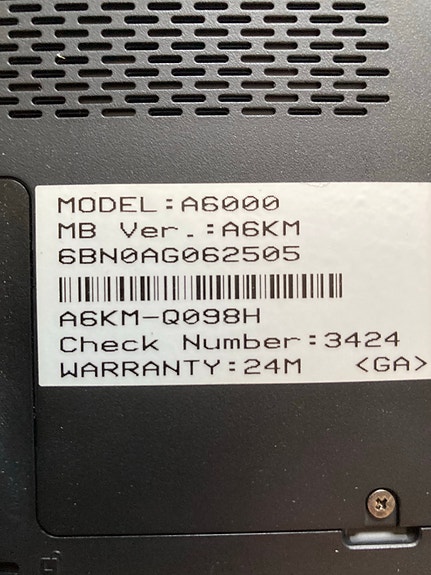 MODEL:A6000
MB Ver.:A6KM
6BN0AG062505
A6KM-Q098H
Check Number:3424
WARRANTY:24M <GA>